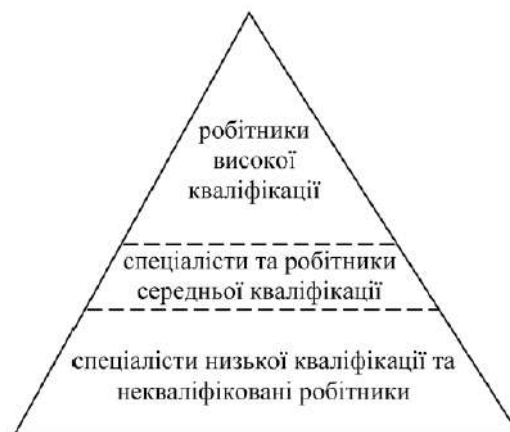 робітники
високої
кваліфікації
спеціалісти та робітники
середньої кваліфікації
спеціалісти низької кваліфікації та
некваліфіковані робітники